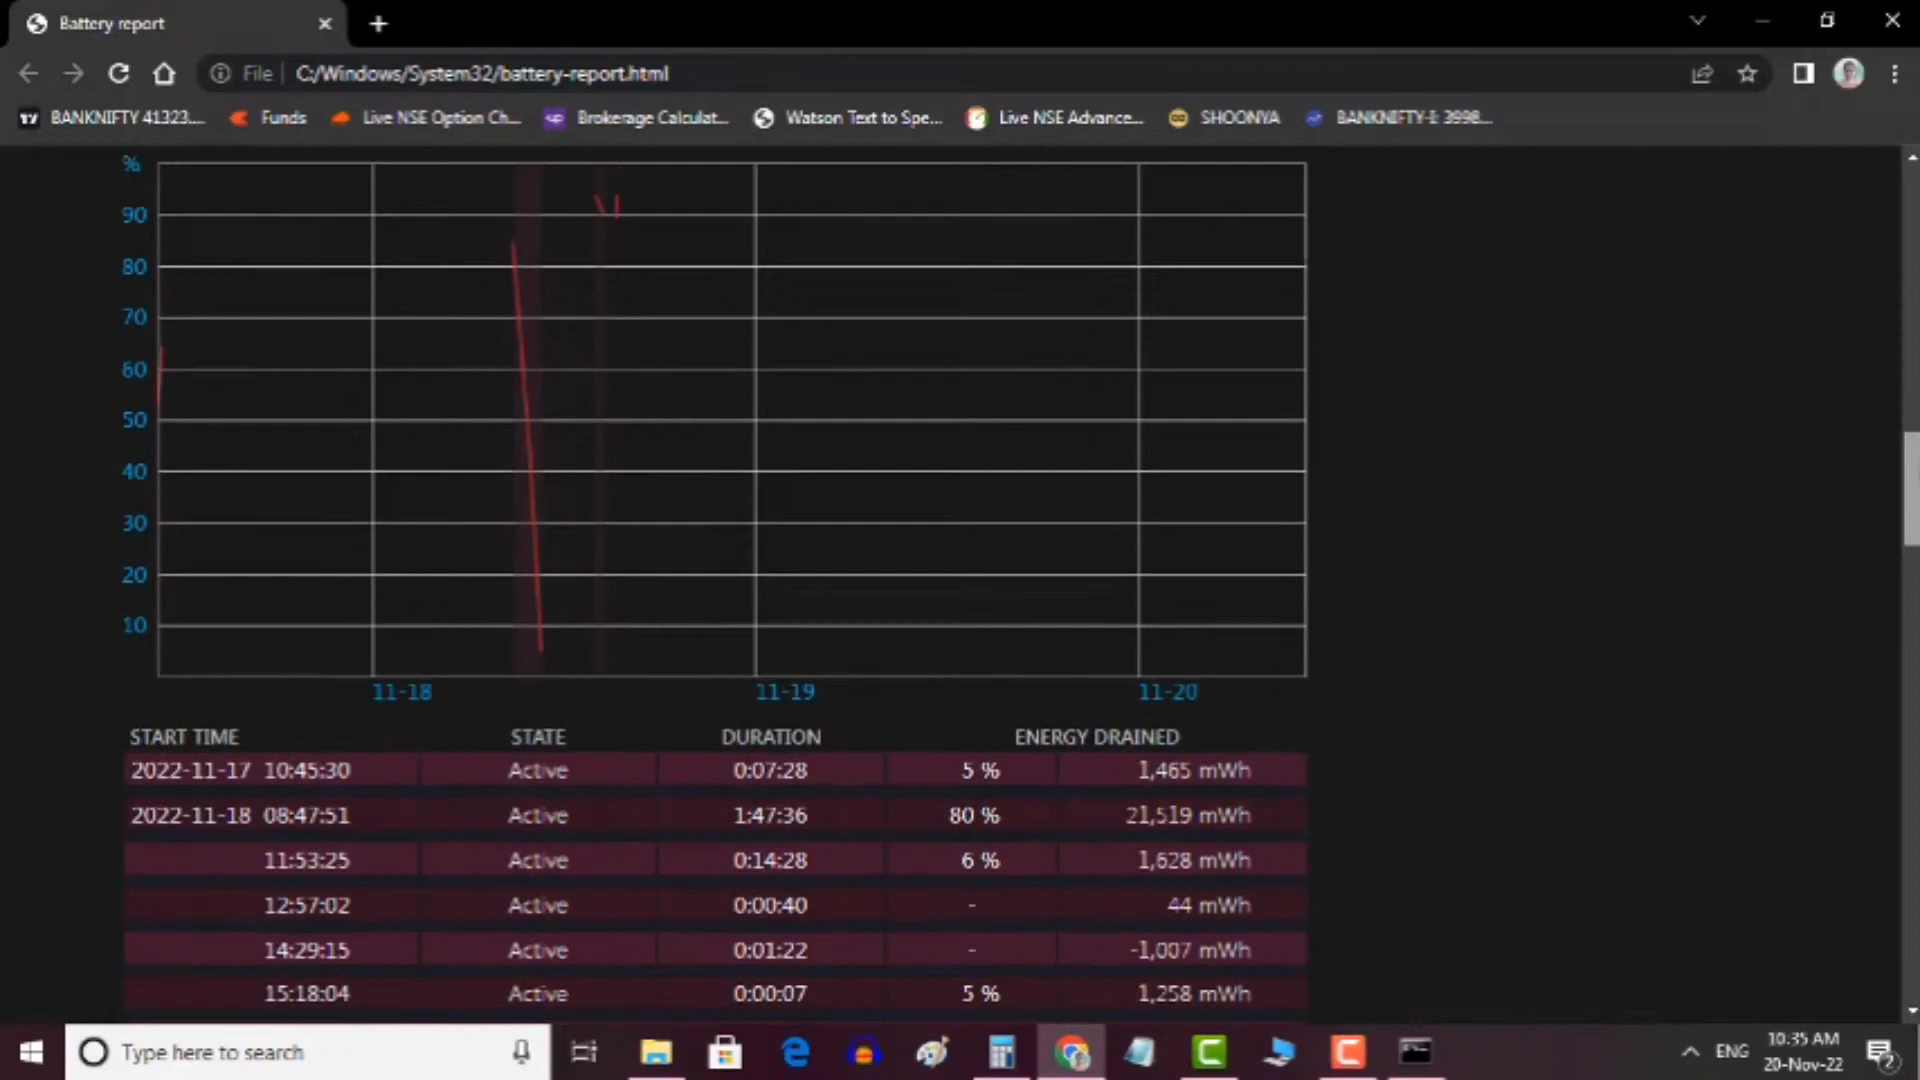 Battery report
File C:/Windows/System32/battery-report.html
BANKNIFTY 41323.... Funds Live NSE Option Ch... Brokerage Calculat... Watson Text to Spe... Live NSE Advance... SHOONYA BANKNIFTY-I: 3998...
%
90
80
70
60
50
40
30
20
10
11-18 11-19 11-20
START TIME STATE DURATION ENERGY DRAINED
2022-11-17 10:45:30 Active 0:07:28 5 % 1,465 mWh
2022-11-18 08:47:51 Active 1:47:36 80 % 21,519 mWh
11:53:25 Active 0:14:28 6 % 1,628 mWh
12:57:02 Active 0:00:40 - 44 mWh
14:29:15 Active 0:01:22 - -1,007 mWh
15:18:04 Active 0:00:07 5 % 1,258 mWh
Type here to search ENG 10:35 AM
20-Nov-22 2